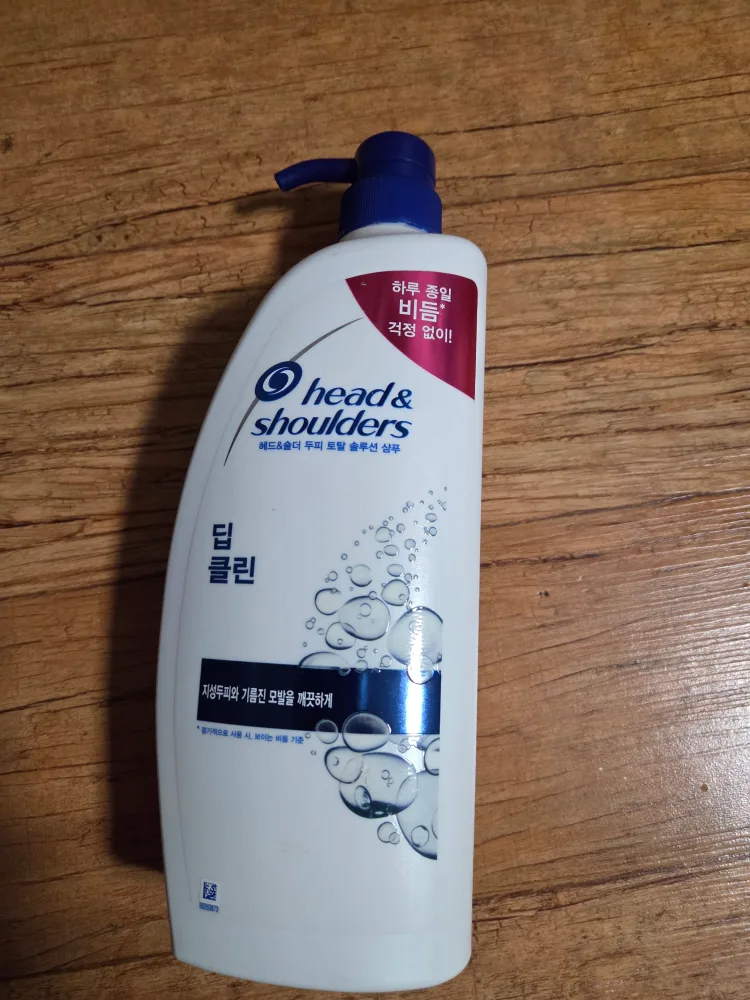 하루 종일
비듬*
걱정 없이!
head &
shoulders
헤드&숄더 두피 토탈 솔루션 샴푸
딥
클린
지성두피와 기름진 모발을 깨끗하게
* 정기적으로 사용 시, 보이는 비듬 기준